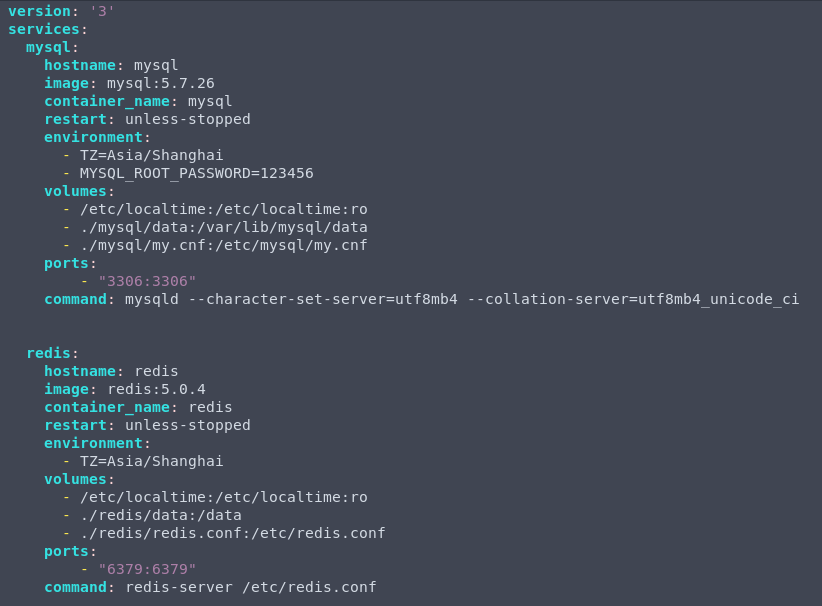 version: '3'
services:
  mysql:
    hostname: mysql
    image: mysql:5.7.26
    container_name: mysql
    restart: unless-stopped
    environment:
      - TZ=Asia/Shanghai
      - MYSQL_ROOT_PASSWORD=123456
    volumes:
      - /etc/localtime:/etc/localtime:ro
      - ./mysql/data:/var/lib/mysql/data
      - ./mysql/my.cnf:/etc/mysql/my.cnf
    ports:
        - "3306:3306"
    command: mysqld --character-set-server=utf8mb4 --collation-server=utf8mb4_unicode_ci
  redis:
    hostname: redis
    image: redis:5.0.4
    container_name: redis
    restart: unless-stopped
    environment:
      - TZ=Asia/Shanghai
    volumes:
      - /etc/localtime:/etc/localtime:ro
      - ./redis/data:/data
      - ./redis/redis.conf:/etc/redis.conf
    ports:
        - "6379:6379"
    command: redis-server /etc/redis.conf